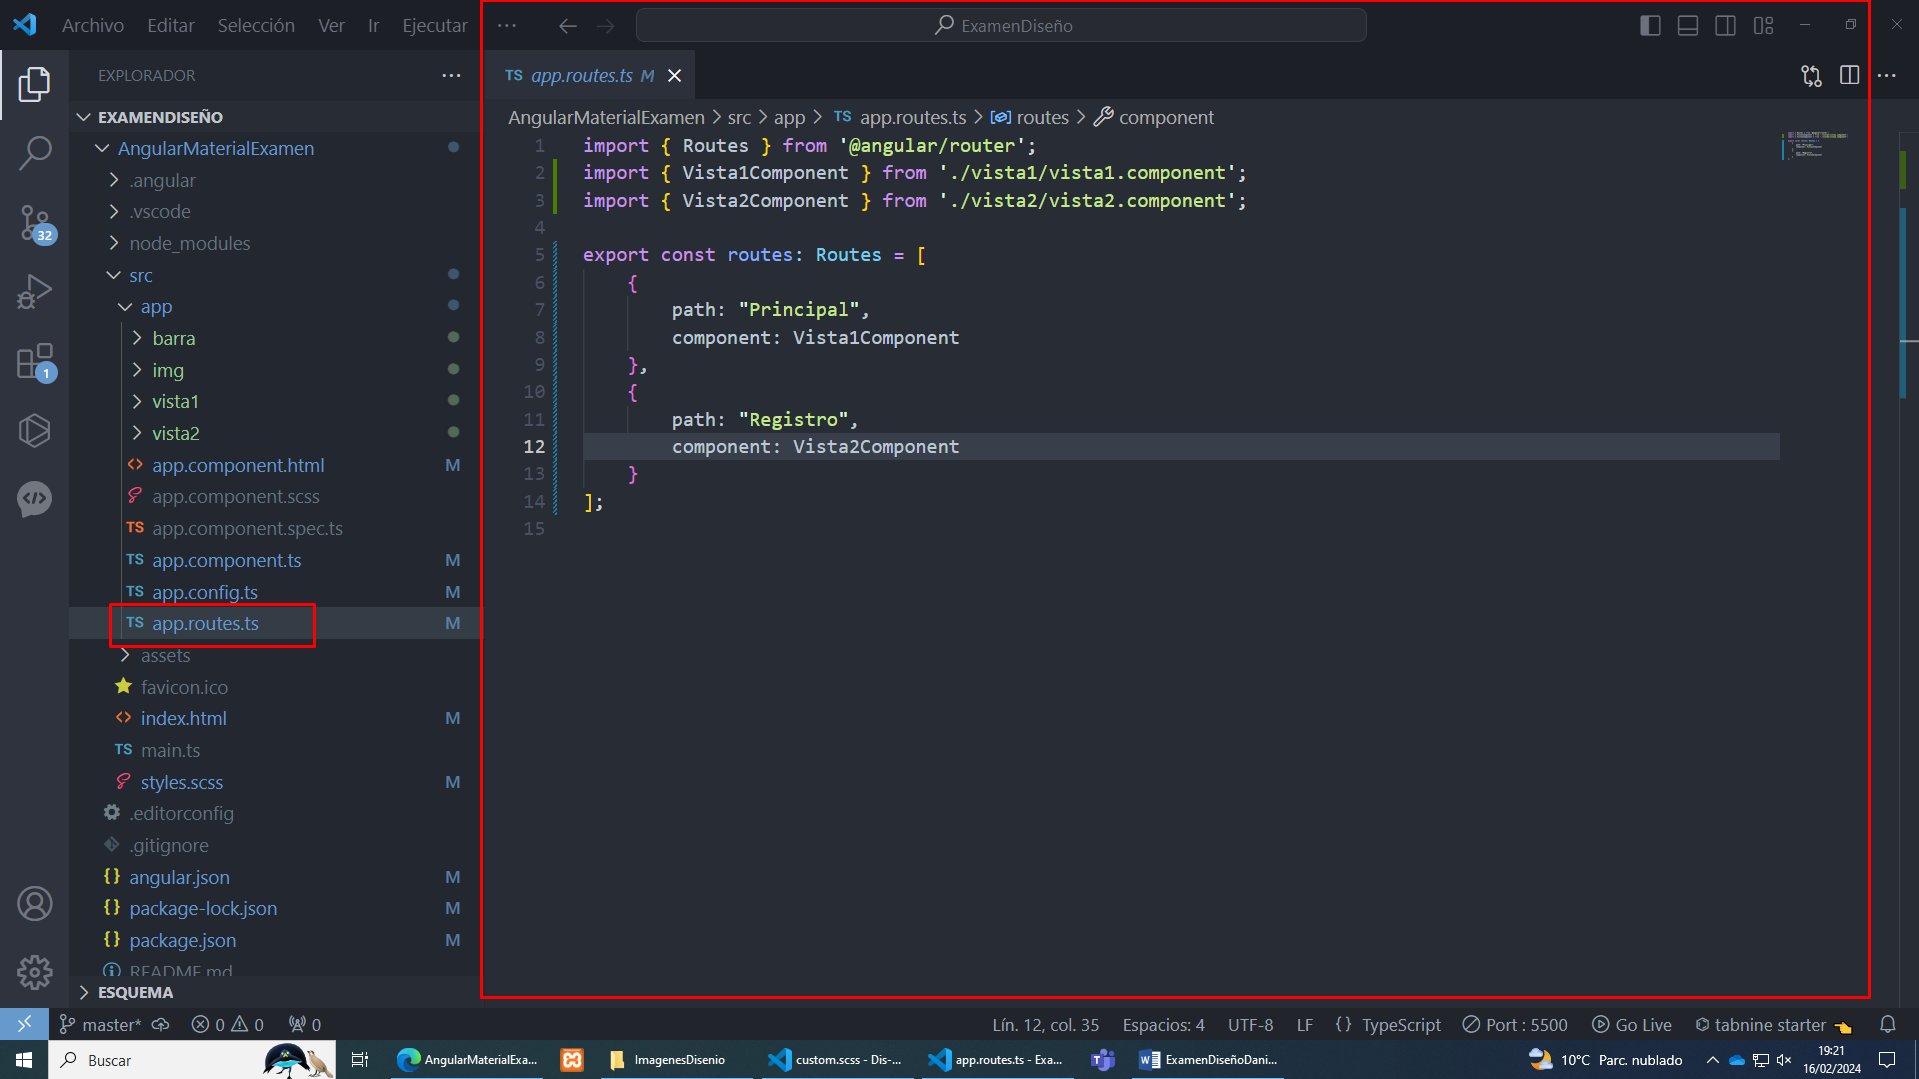 Archivo Editar Selección Ver Ir Ejecutar ··· ExamenDiseño
EXPLORADOR ···
EXAMENDISEÑO
AngularMaterialExamen
.angular
.vscode
node_modules
src
app
barra
img
vista1
vista2
app.component.html M
app.component.scss
TS app.component.spec.ts
TS app.component.ts M
TS app.config.ts M
TS app.routes.ts M
assets
favicon.ico
index.html M
TS main.ts
styles.scss M
.editorconfig
.gitignore
{} angular.json M
{} package-lock.json M
{} package.json M
README.md
ESQUEMA
32
1
TS app.routes.ts M
AngularMaterialExamen > src > app > TS app.routes.ts > routes > component
1 import { Routes } from '@angular/router';
2 import { Vista1Component } from './vista1/vista1.component';
3 import { Vista2Component } from './vista2/vista2.component';
4
5 export const routes: Routes = [
6 {
7 path: "Principal",
8 component: Vista1Component
9 },
10 {
11 path: "Registro",
12 component: Vista2Component
13 }
14 ];
15
master* 0 0 0 Lín. 12, col. 35 Espacios: 4 UTF-8 LF {} TypeScript Port : 5500 Go Live tabnine starter
Buscar AngularMaterialExa... ImagenesDisenio custom.scss - Dis-... app.routes.ts - Exa... ExamenDiseñoDani... 10°C Parc. nublado 19:21
16/02/2024